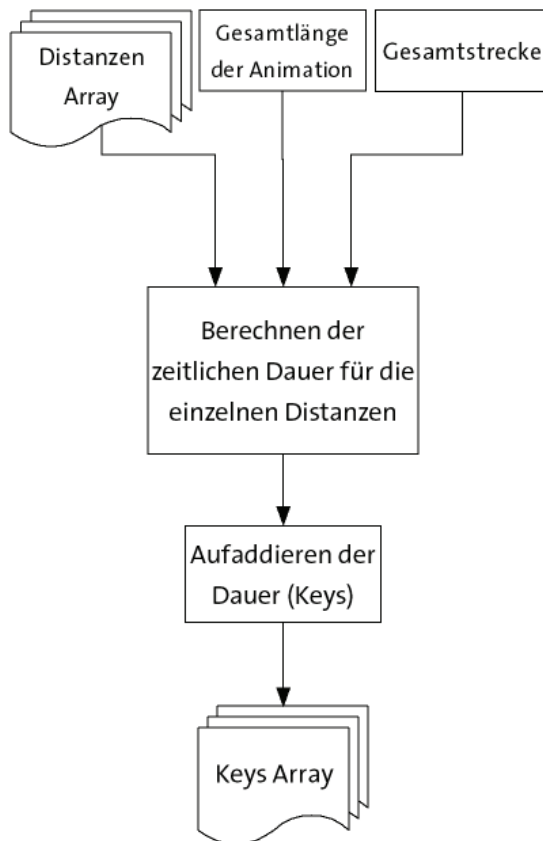 Distanzen
Array
Gesamtlänge
der Animation
Gesamtstrecke
Berechnen der
zeitlichen Dauer für die
einzelnen Distanzen
Aufaddieren der
Dauer (Keys)
Keys Array